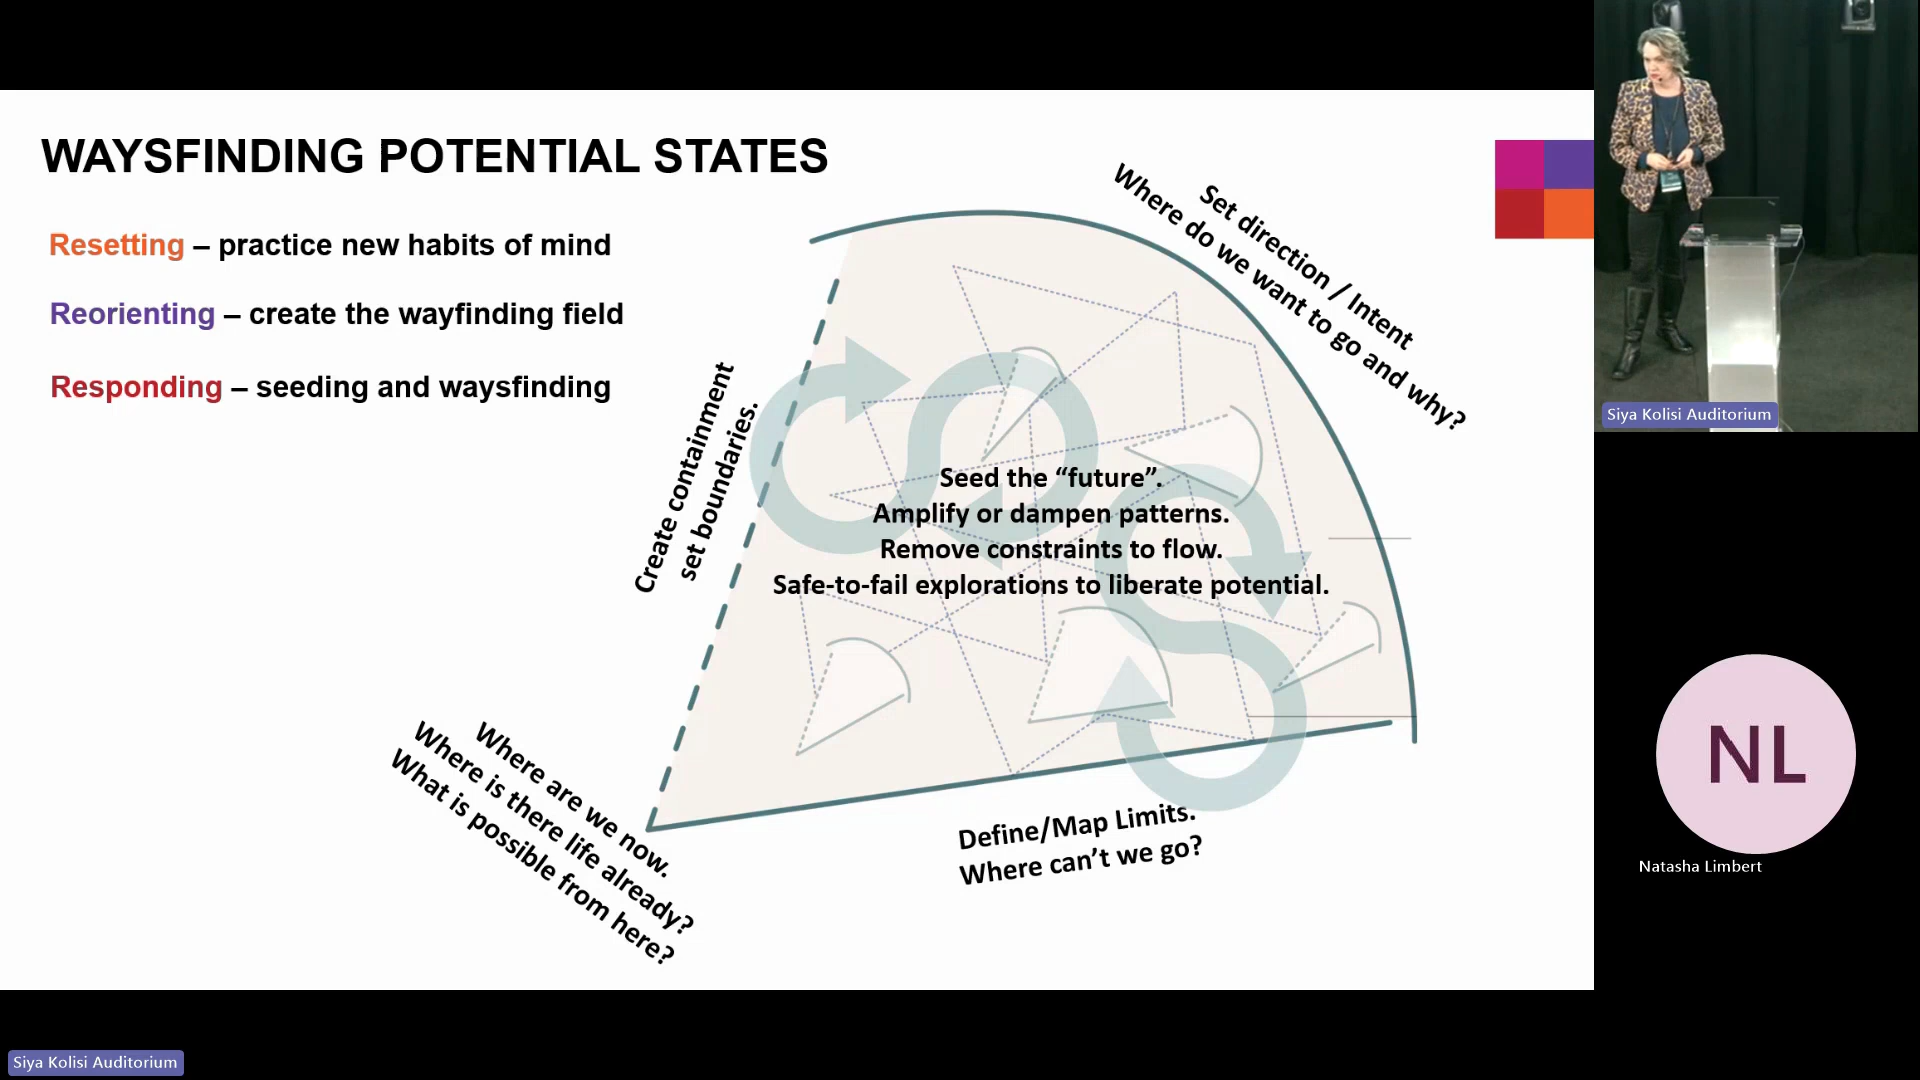 WAYSFINDING POTENTIAL STATES
Resetting – practice new habits of mind
Reorienting – create the wayfinding field
Responding – seeding and waysfinding
Set direction / Intent
Where do we want to go and why?
Create containment
set boundaries.
Seed the “future”.
Amplify or dampen patterns.
Remove constraints to flow.
Safe-to-fail explorations to liberate potential.
Where are we now.
Where is there life already?
What is possible from here?
Define/Map Limits.
Where can’t we go?
Siya Kolisi Auditorium
NL
Natasha Limbert
Siya Kolisi Auditorium